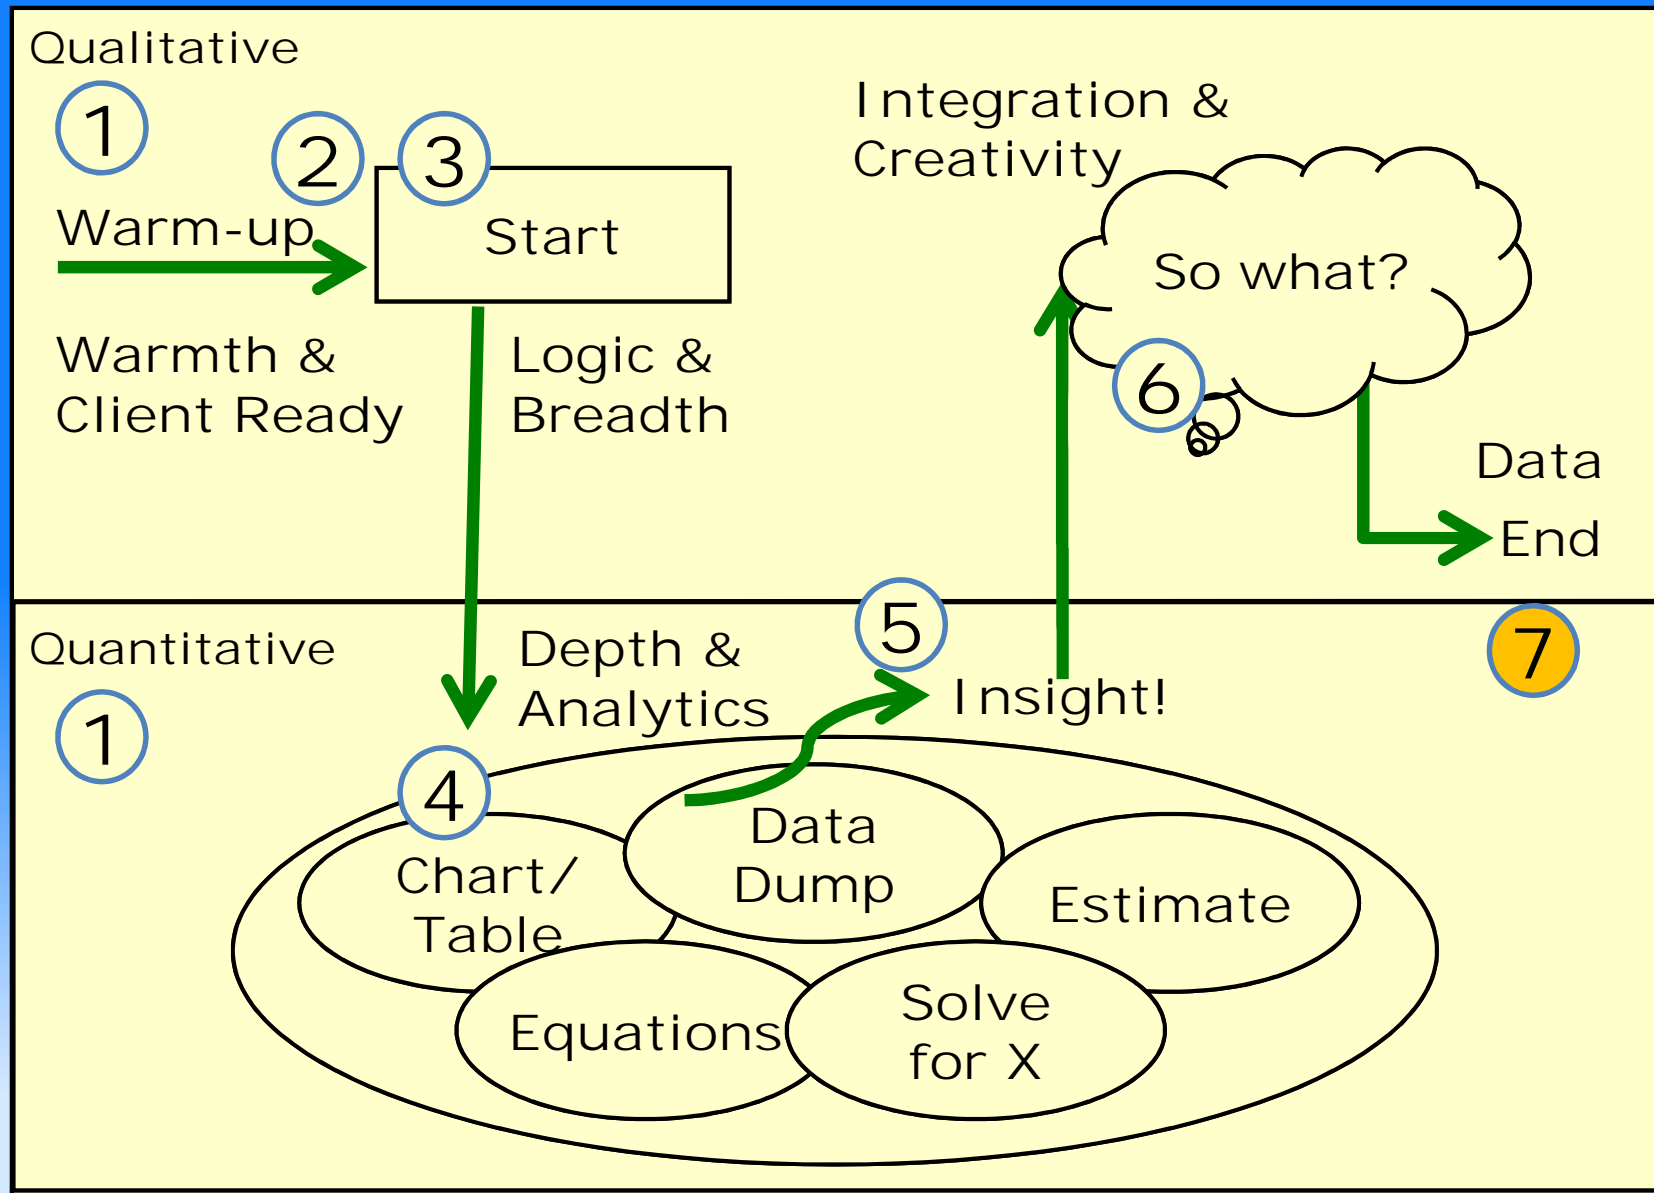 Qualitative
1
2
3
Warm-up
Start
Warmth &
Client Ready
Logic &
Breadth
Integration &
Creativity
So what?
6
Data
End
Quantitative
1
Depth &
Analytics
5
Insight!
7
4
Chart/
Table
Data
Dump
Estimate
Equations
Solve
for X